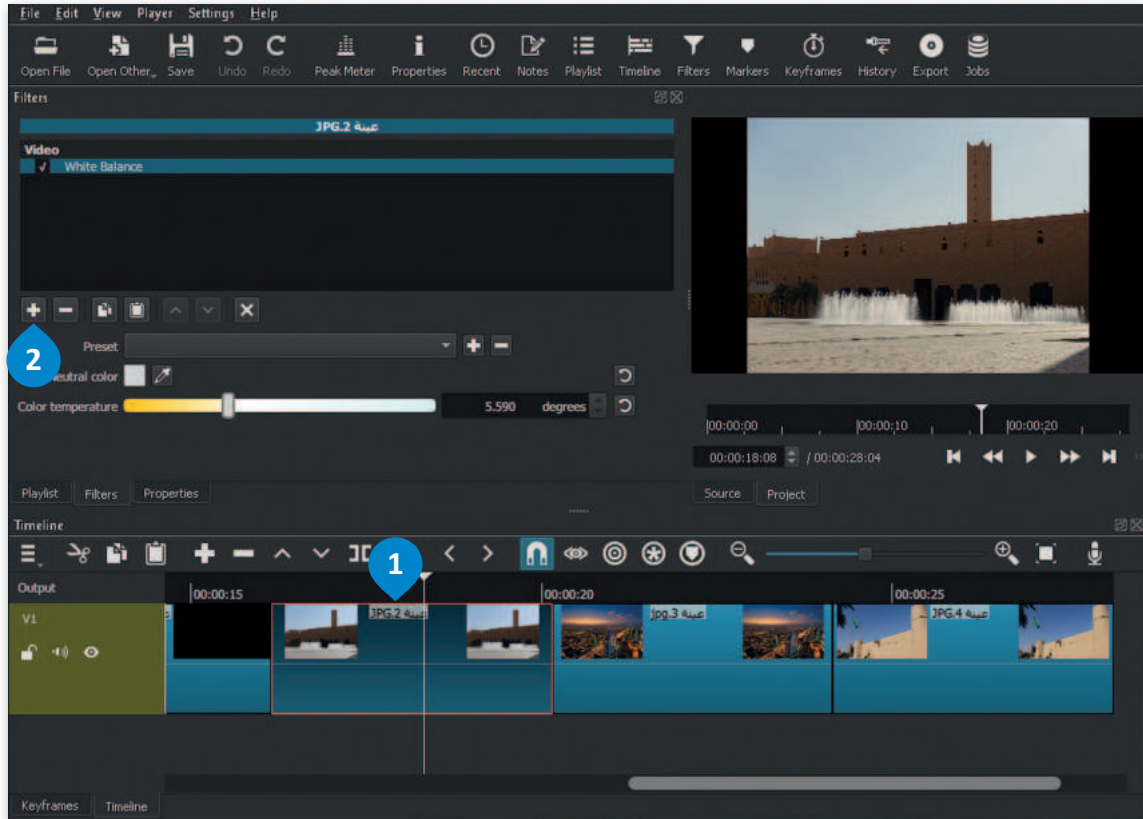 File Edit View Player Settings Help
Open File Open Other... Save Undo Redo Peak Meter Properties Recent Notes Playlist Timeline Filters Markers Keyframes History Export Jobs
Filters
عينة 2.JPG
Video
White Balance
2
Preset
eutral color
Color temperature 5.590 degrees
00:00:00 00:00:10 00:00:20
00:00:18:08 / 00:00:28:04
Playlist Filters Properties
Source Project
Timeline
1
Output 00:00:15 00:00:20 00:00:25
V1
عينة 2.JPG عينة 3.jpg عينة 4.JPG
Keyframes Timeline